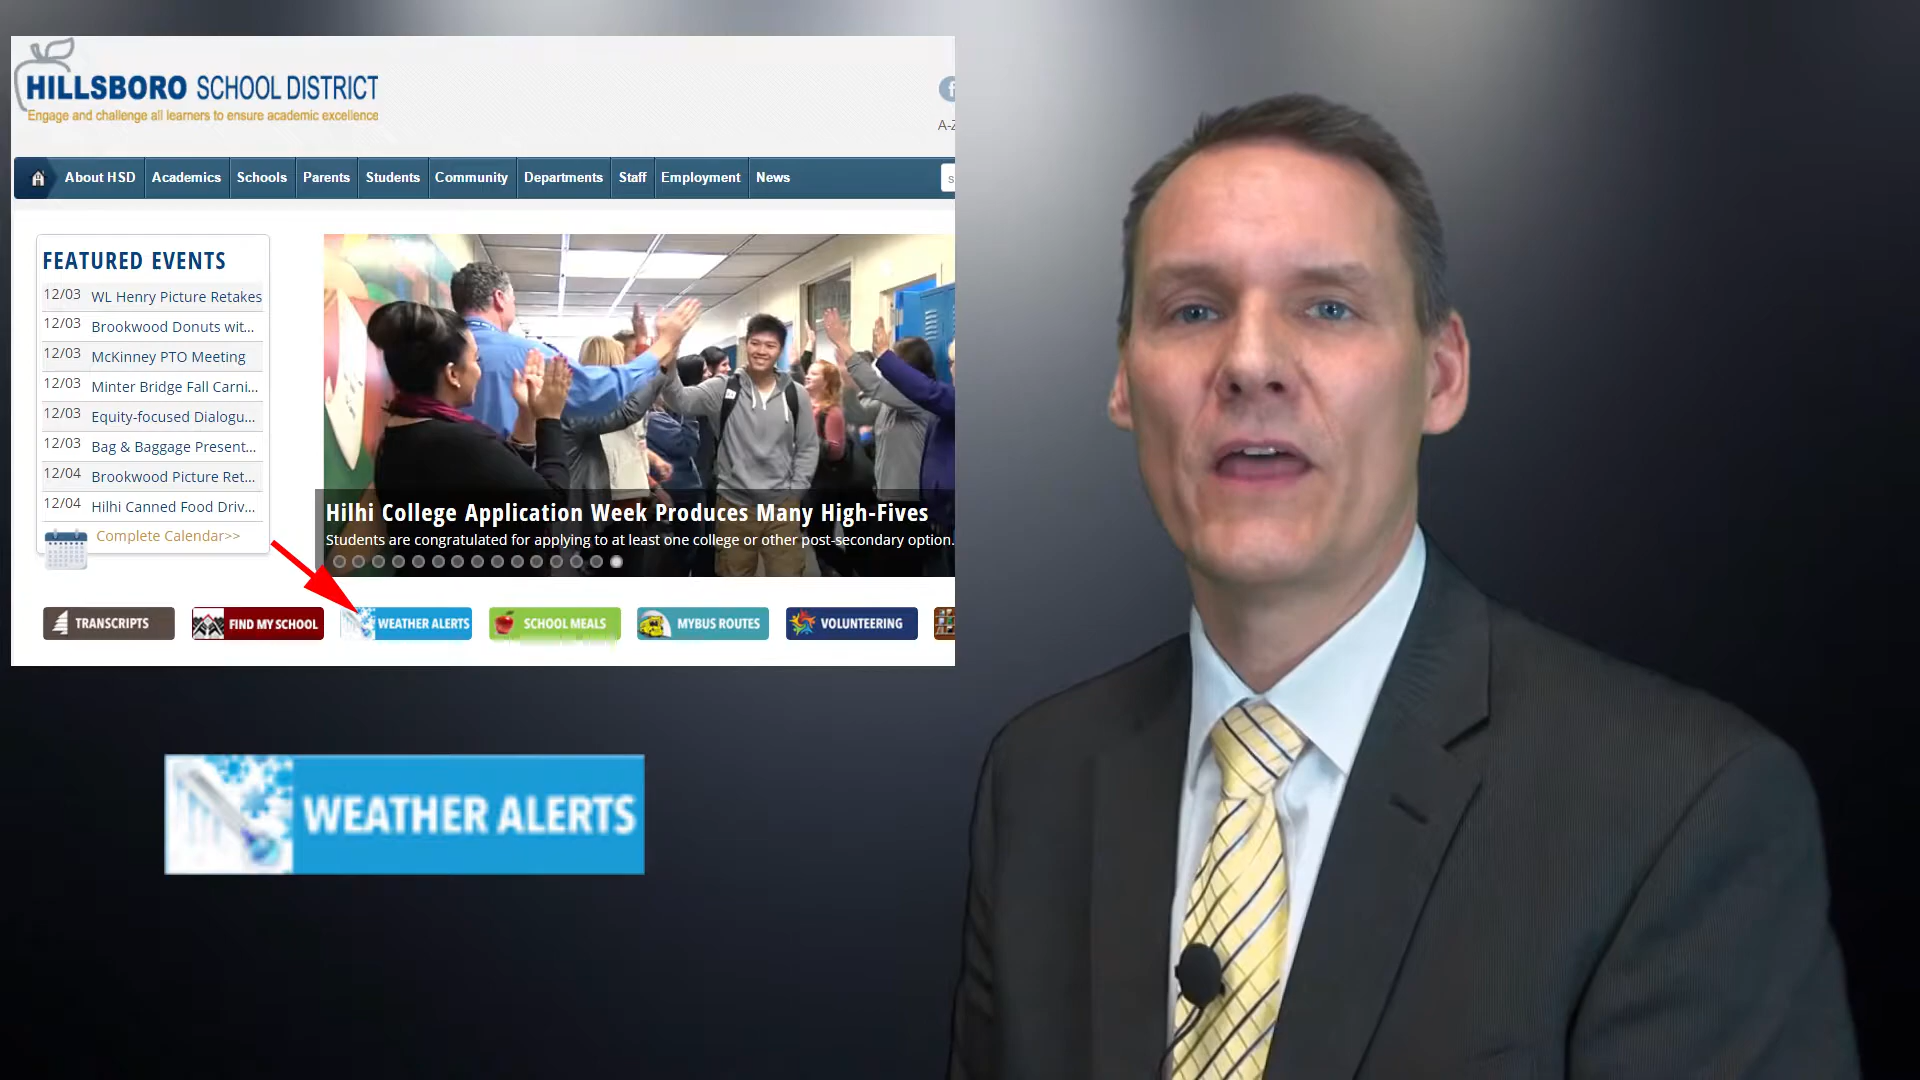 HILLSBORO SCHOOL DISTRICT
Engage and challenge all learners to ensure academic excellence
A-Z
About HSD Academics Schools Parents Students Community Departments Staff Employment News
FEATURED EVENTS
12/03 WL Henry Picture Retakes
12/03 Brookwood Donuts wit...
12/03 McKinney PTO Meeting
12/03 Minter Bridge Fall Carni...
12/03 Equity-focused Dialogu...
12/03 Bag & Baggage Present...
12/04 Brookwood Picture Ret...
12/04 Hilhi Canned Food Driv...
Complete Calendar>>
Hilhi College Application Week Produces Many High-Fives
Students are congratulated for applying to at least one college or other post-secondary option.
TRANSCRIPTS FIND MY SCHOOL WEATHER ALERTS SCHOOL MEALS MYBUS ROUTES VOLUNTEERING
WEATHER ALERTS